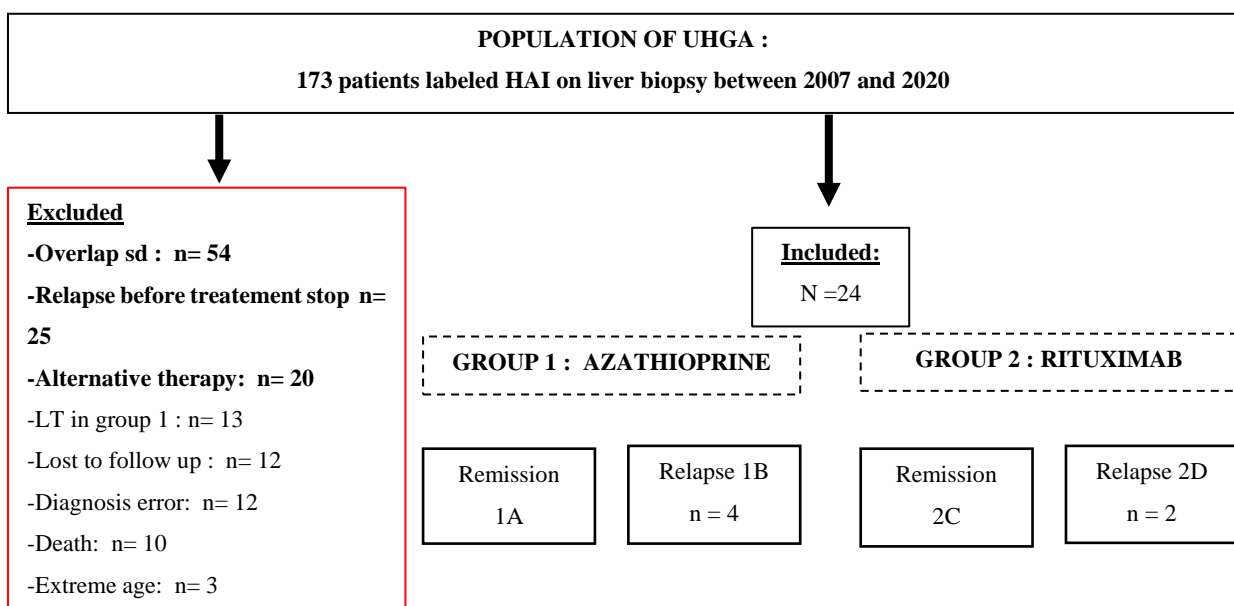 POPULATION OF UHGA :
173 patients labeled HAI on liver biopsy between 2007 and 2020
Excluded
-Overlap sd : n= 54
-Relapse before treatement stop n=
25
-Alternative therapy: n= 20
-LT in group 1 : n= 13
-Lost to follow up : n= 12
-Diagnosis error: n= 12
-Death: n= 10
-Extreme age: n= 3
Included:
N =24
GROUP 1 : AZATHIOPRINE
GROUP 2 : RITUXIMAB
Remission
1A
Relapse 1B
n = 4
Remission
2C
Relapse 2D
n = 2